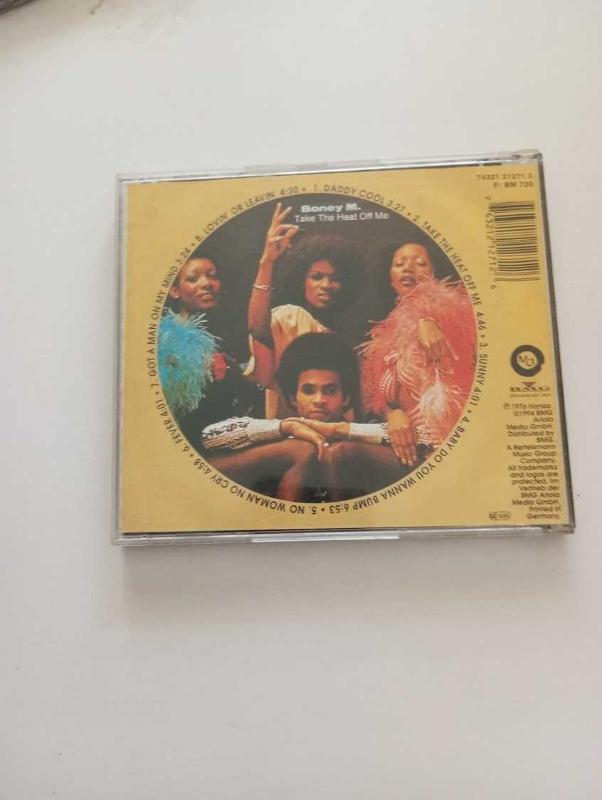 Boney M.
Take The Heat Off Me
1. DADDY COOL 3:27 • 2. TAKE THE HEAT OFF ME 4:46 • 3. SUNNY 4:01 • 4. BABY DO YOU WANNA BUMP 6:53 • 5. NO WOMAN NO CRY 4:58 • 6. FEVER 4:01 • 7. GOT A MAN ON MY MIND 3:24 • 8. LOVIN' OR LEAVIN' 4:30 •
74321 21271 2
F: BM 720
BMG
℗ 1976 Hansa.
©1994 BMG
Ariola
Media GmbH.
Distributed by
BMG.
A Bertelsmann
Music Group
Company.
All trademarks
and logos are
protected. Im
Vertrieb der
BMG Ariola
Media GmbH.
Printed in
Germany.